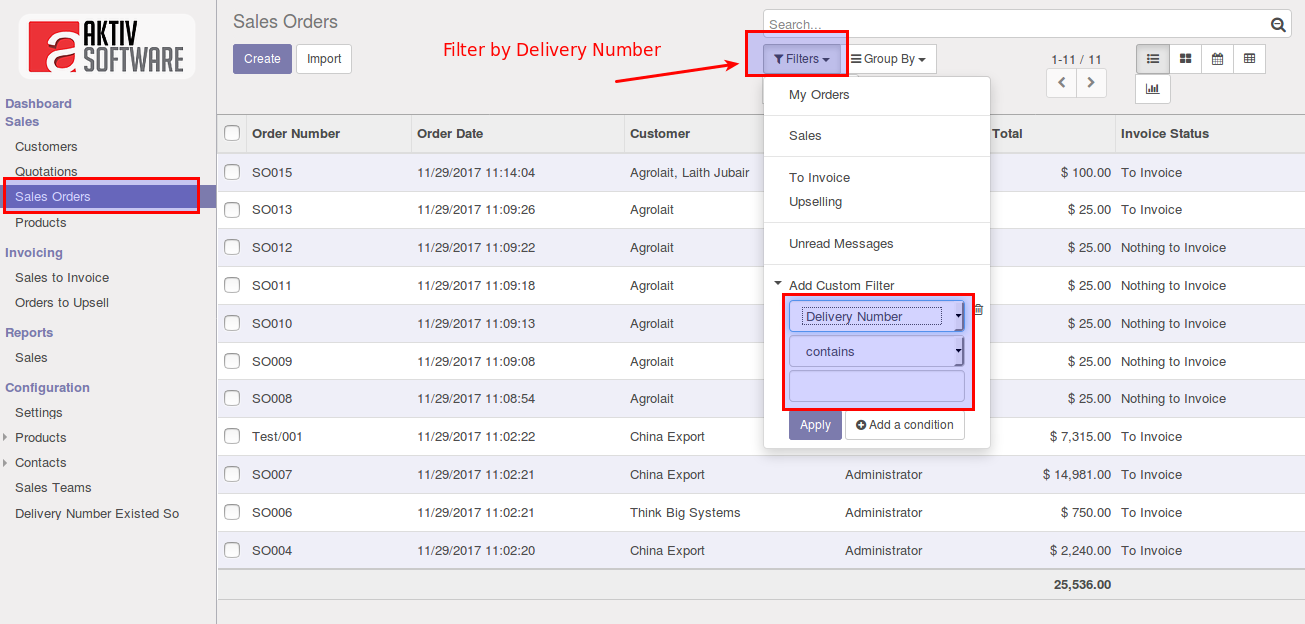 AKTIV
SOFTWARE
Dashboard
Sales
Customers
Quotations
Sales Orders
Products
Invoicing
Sales to Invoice
Orders to Upsell
Reports
Sales
Configuration
Settings
Products
Contacts
Sales Teams
Delivery Number Existed So
Sales Orders
Search...
Create Import
Filter by Delivery Number
Filters Group By
1-11 / 11
My Orders
Sales
To Invoice
Upselling
Unread Messages
Add Custom Filter
Delivery Number
contains
Apply Add a condition
Order Number Order Date Customer Total Invoice Status
SO015 11/29/2017 11:14:04 Agrolait, Laith Jubair $ 100.00 To Invoice
SO013 11/29/2017 11:09:26 Agrolait $ 25.00 To Invoice
SO012 11/29/2017 11:09:22 Agrolait $ 25.00 Nothing to Invoice
SO011 11/29/2017 11:09:18 Agrolait $ 25.00 Nothing to Invoice
SO010 11/29/2017 11:09:13 Agrolait $ 25.00 Nothing to Invoice
SO009 11/29/2017 11:09:08 Agrolait $ 25.00 Nothing to Invoice
SO008 11/29/2017 11:08:54 Agrolait $ 25.00 Nothing to Invoice
Test/001 11/29/2017 11:02:22 China Export $ 7,315.00 To Invoice
SO007 11/29/2017 11:02:21 China Export Administrator $ 14,981.00 To Invoice
SO006 11/29/2017 11:02:21 Think Big Systems Administrator $ 750.00 To Invoice
SO004 11/29/2017 11:02:20 China Export Administrator $ 2,240.00 To Invoice
25,536.00